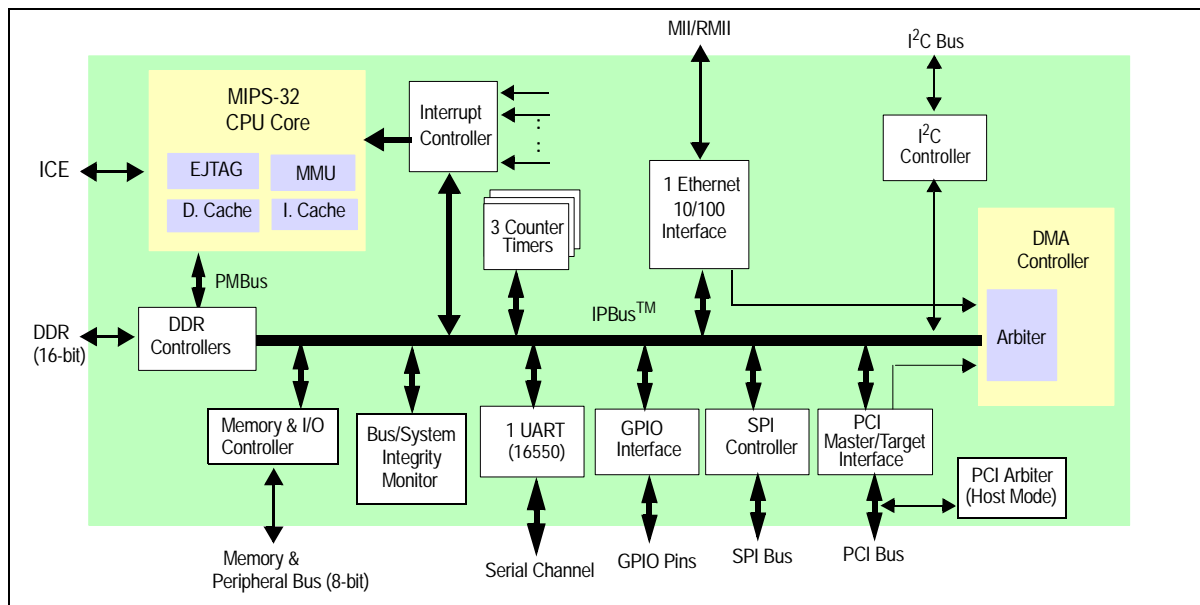 MII/RMII
I2C Bus
MIPS-32
CPU Core
Interrupt
Controller
I2C
Controller
ICE
EJTAG
MMU
D. Cache
I. Cache
1 Ethernet
10/100
Interface
3 Counter
Timers
DMA
Controller
PMBus
IPBusTM
DDR
(16-bit)
DDR
Controllers
Arbiter
Memory & I/O
Controller
Bus/System
Integrity
Monitor
1 UART
(16550)
GPIO
Interface
SPI
Controller
PCI
Master/Target
Interface
PCI Arbiter
(Host Mode)
Memory &
Peripheral Bus (8-bit)
Serial Channel
GPIO Pins
SPI Bus
PCI Bus